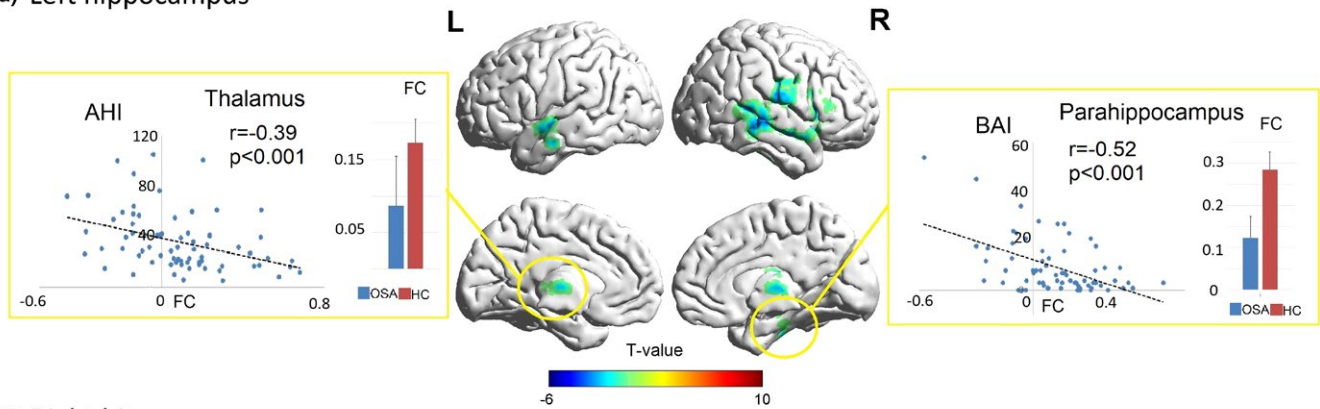 Left hippocampus
L
R
AHI
Thalamus
r=-0.39
p<0.001
120
80
40
-0.6
0
FC
0.8
FC
0.15
0.05
OSA
HC
BAI
Parahippocampus
r=-0.52
p<0.001
60
40
20
-0.6
0
FC
0.4
FC
0.3
0.2
0.1
0
OSA
HC
T-value
-6
10